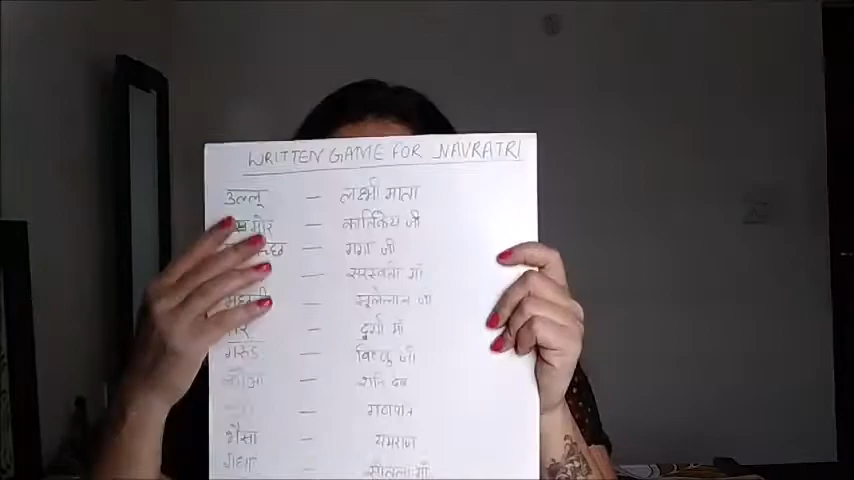 WRITTEN GAME FOR NAVRATRI
उल्लू — लक्ष्मी माता
मोर — कार्तिकेय जी
— गंगा जी
— सरस्वती माँ
— झूलेलाल जी
— दुर्गा माँ
गरुड़ — विष्णु जी
कौआ — शनि देव
— गणपति
भैंसा — यमराज
गधा — शीतला माँ